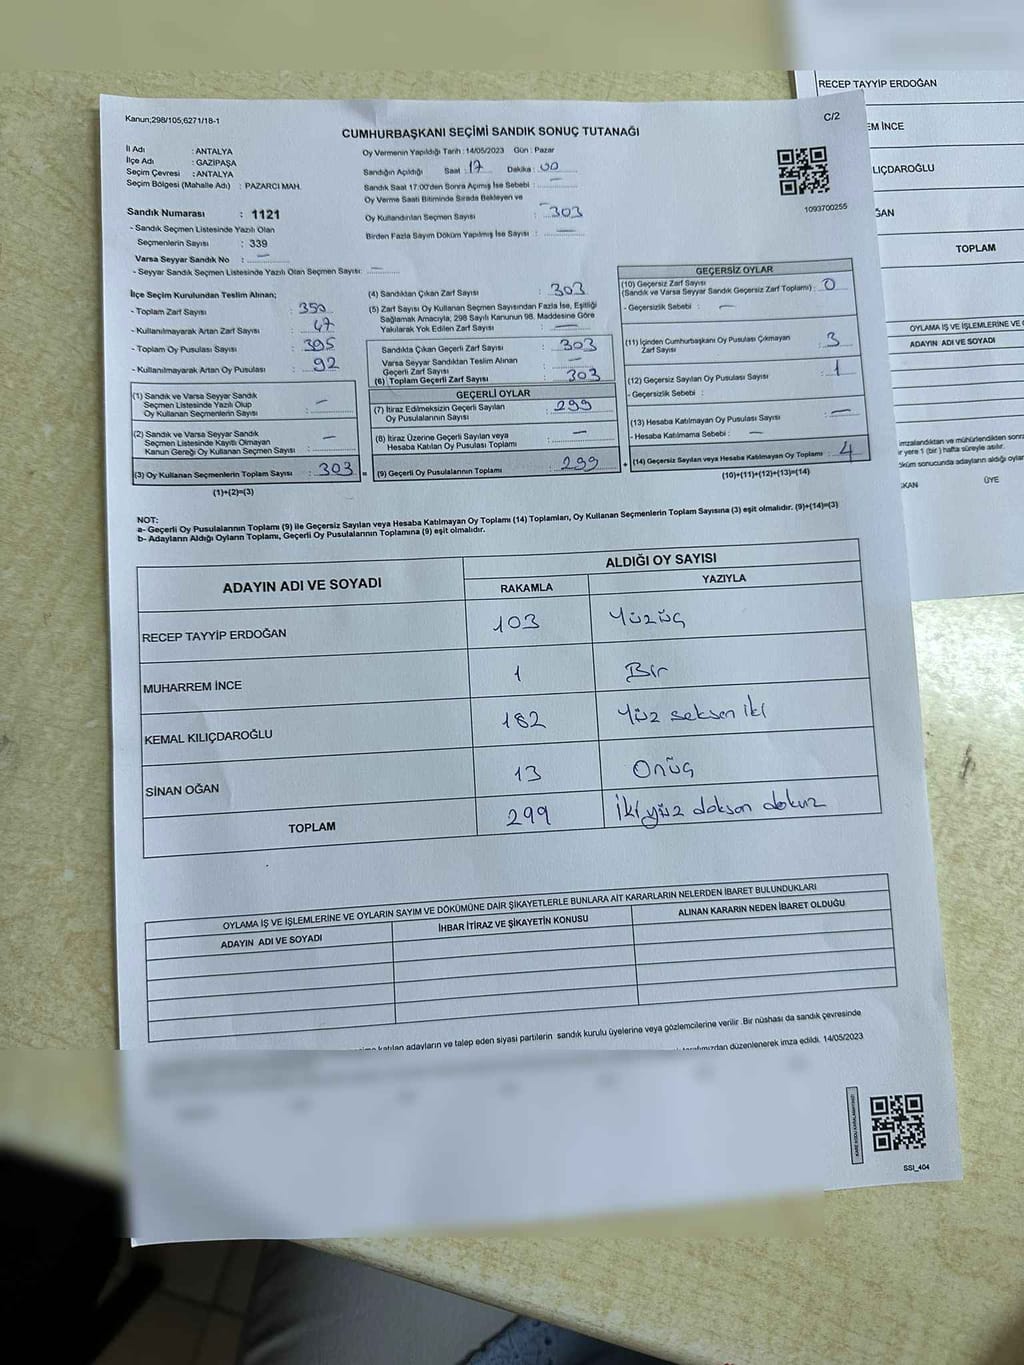 Kanun;298/105,6271/18-1
C/2
CUMHURBAŞKANI SEÇİMİ SANDIK SONUÇ TUTANAĞI
İl Adı : ANTALYA
İlçe Adı : GAZİPAŞA
Seçim Çevresi : ANTALYA
Seçim Bölgesi (Mahalle Adı) : PAZARCI MAH.
Sandık Numarası : 1121
- Sandık Seçmen Listesinde Yazılı Olan
Seçmenlerin Sayısı : 339
Varsa Seyyar Sandık No : —
- Seyyar Sandık Seçmen Listesinde Yazılı Olan Seçmen Sayısı: —
Oy Vermenin Yapıldığı Tarih : 14/05/2023 Gün : Pazar
Sandığın Açıldığı Saat : 17 Dakika : 00
Sandık Saat 17:00'den Sonra Açımış İse Sebebi : —
Oy Verme Saati Bitiminde Sırada Bekleyen ve
Oy Kullandırılan Seçmen Sayısı : 303
Birden Fazla Sayım Döküm Yapılmış İse Sayısı : —
1093700255
İlçe Seçim Kurulundan Teslim Alınan;
- Toplam Zarf Sayısı : 350
- Kullanılmayarak Artan Zarf Sayısı : 47
- Toplam Oy Pusulası Sayısı : 395
- Kullanılmayarak Artan Oy Pusulası : 92
(1) Sandık ve Varsa Seyyar Sandık
Seçmen Listesinde Yazılı Olup
Oy Kullanan Seçmenlerin Sayısı : —
(2) Sandık ve Varsa Seyyar Sandık
Seçmen Listesinde Kayıtlı Olmayan
Kanun Gereği Oy Kullanan Seçmen Sayısı : —
(3) Oy Kullanan Seçmenlerin Toplam Sayısı : 303 =
(1)+(2)=(3)
(4) Sandıktan Çıkan Zarf Sayısı : 303
(5) Zarf Sayısı Oy Kullanan Seçmen Sayısından Fazla İse, Eşitliği
Sağlamak Amacıyla, 298 Sayılı Kanunun 98. Maddesine Göre
Yakılarak Yok Edilen Zarf Sayısı : —
Sandıkta Çıkan Geçerli Zarf Sayısı : 303
Varsa Seyyar Sandıktan Teslim Alınan
Geçerli Zarf Sayısı : —
(6) Toplam Geçerli Zarf Sayısı : 303
GEÇERLİ OYLAR
(7) İtiraz Edilmeksizin Geçerli Sayılan
Oy Pusulalarının Sayısı : 299
(8) İtiraz Üzerine Geçerli Sayılan veya
Hesaba Katılan Oy Pusulaları Toplamı : —
(9) Geçerli Oy Pusulalarının Toplamı : 299 +
GEÇERSİZ OYLAR
(10) Geçersiz Zarf Sayısı
(Sandık ve Varsa Seyyar Sandık Geçersiz Zarf Toplamı) : 0
- Geçersizlik Sebebi : —
(11) İçinden Cumhurbaşkanı Oy Pusulası Çıkmayan
Zarf Sayısı : 3
(12) Geçersiz Sayılan Oy Pusulası Sayısı : 1
- Geçersizlik Sebebi :
(13) Hesaba Katılmayan Oy Pusulası Sayısı : —
- Hesaba Katılmama Sebebi : —
(14) Geçersiz Sayılan veya Hesaba Katılmayan Oy Toplamı : 4
(10)+(11)+(12)+(13)=(14)
NOT:
a- Geçerli Oy Pusulalarının Toplamı (9) ile Geçersiz Sayılan veya Hesaba Katılmayan Oy Toplamı (14) Toplamları, Oy Kullanan Seçmenlerin Toplam Sayısına (3) eşit olmalıdır. (9)+(14)=(3)
b- Adayların Aldığı Oyların Toplamı, Geçerli Oy Pusulalarının Toplamına (9) eşit olmalıdır.
ADAYIN ADI VE SOYADI ALDIĞI OY SAYISI
RAKAMLA YAZIYLA
RECEP TAYYİP ERDOĞAN 103 Yüzüç
MUHARREM İNCE 1 Bir
KEMAL KILIÇDAROĞLU 182 Yüz seksen iki
SİNAN OĞAN 13 Onüç
TOPLAM 299 İkiyüz doksan dokuz
OYLAMA İŞ VE İŞLEMLERİNE VE OYLARIN SAYIM VE DÖKÜMÜNE DAİR ŞİKAYETLERLE BUNLARA AİT KARARLARIN NELERDEN İBARET BULUNDUKLARI
ADAYIN ADI VE SOYADI İHBAR İTİRAZ VE ŞİKAYETİN KONUSU ALINAN KARARIN NEDEN İBARET OLDUĞU
katılan adayların ve talep eden siyasi partilerin sandık kurulu üyelerine veya gözlemcilerine verilir. Bir nüshası da sandık çevresinde
düzenlenerek imza edildi. 14/05/2023
SSI_404
RECEP TAYYİP ERDOĞAN
EM İNCE
LIÇDAROĞLU
ĞAN
TOPLAM
OYLAMA İŞ VE İŞLEMLERİNE VE
ADAYIN ADI VE SOYADI
imzalandıktan ve mühürlendikten
yere 1 (bir) hafta süreyle asılır.
döküm sonucunda adayların aldığı
KAN ÜYE